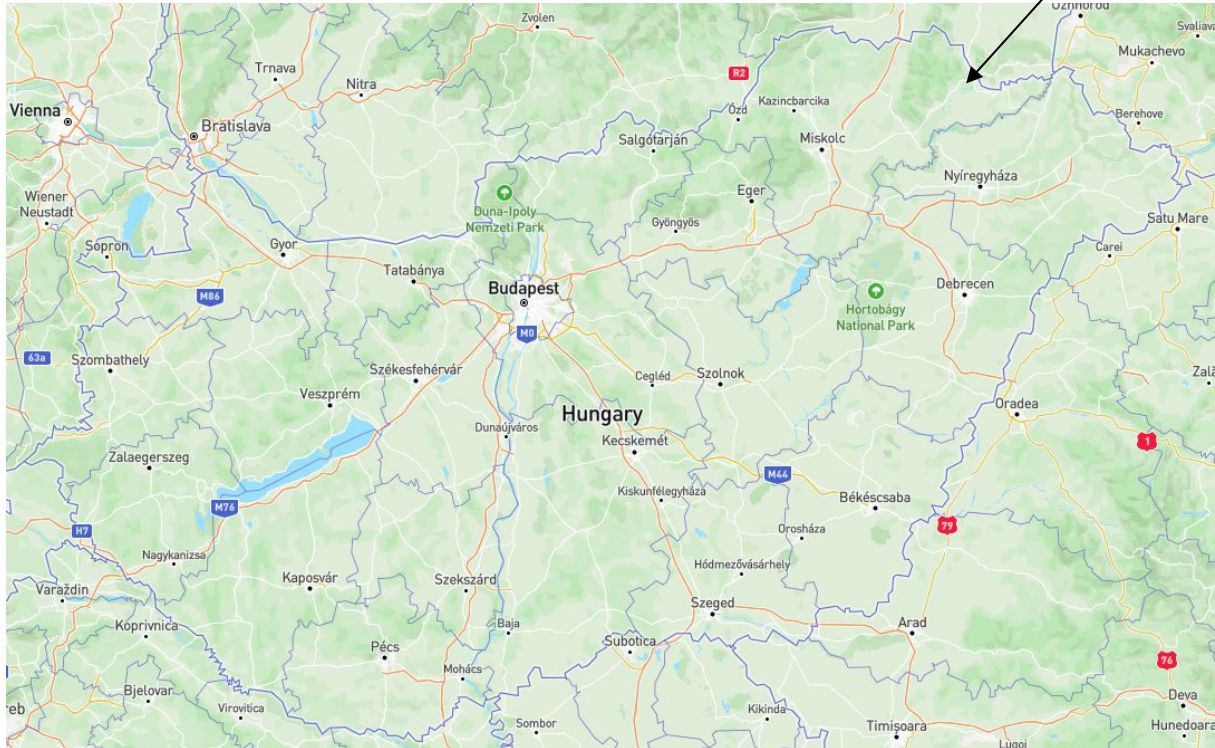 Uzhhorod
Zvolen
Svaliava
Mukachevo
Trnava
R2
Nitra
Kazincbarcika
Ózd
Vienna
Berehove
Bratislava
Salgótarján
Miskolc
Nyíregyháza
Wiener
Neustadt
Eger
Duna-Ipoly
Nemzeti Park
Gyöngyös
Satu Mare
Sopron
Gyor
Carei
Tatabánya
Budapest
Debrecen
M86
Hortobágy
National Park
M0
63a
Szombathely
Székesfehérvár
Cegléd
Szolnok
Zală
Veszprém
Oradea
Hungary
Dunaújváros
Kecskemét
1
Zalaegerszeg
M44
Kiskunfélegyháza
Békéscsaba
M76
79
H7
Orosháza
Nagykanizsa
Hódmezővásárhely
Kaposvár
Szekszárd
Varaždin
Szeged
Baja
Arad
Koprivnica
Subotica
Pécs
76
Mohács
Bjelovar
Deva
reb
Virovitica
Kikinda
Sombor
Timișoara
Hunedoara
Lugoj